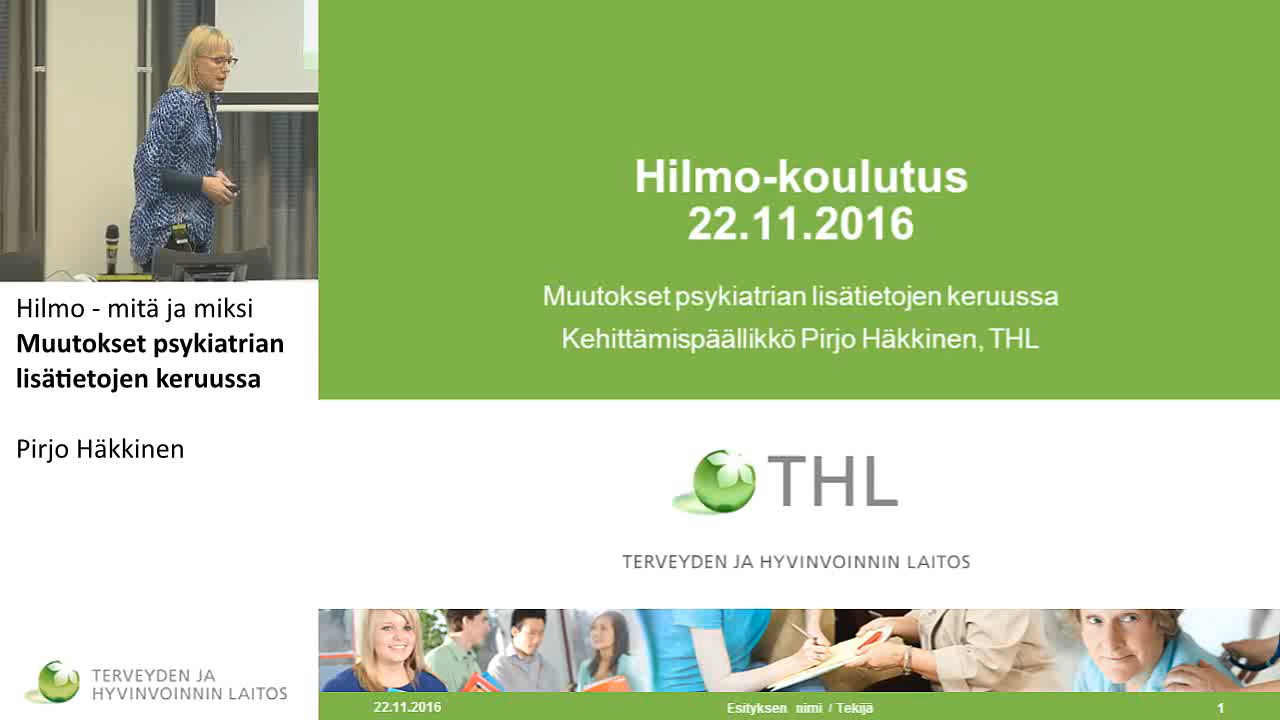 Hilmo - mitä ja miksi
Muutokset psykiatrian
lisätietojen keruussa
Pirjo Häkkinen
TERVEYDEN JA
HYVINVOINNIN LAITOS
Hilmo-koulutus
22.11.2016
Muutokset psykiatrian lisätietojen keruussa
Kehittämispäällikkö Pirjo Häkkinen, THL
THL
TERVEYDEN JA HYVINVOINNIN LAITOS
22.11.2016
Esityksen nimi / Tekijä
1